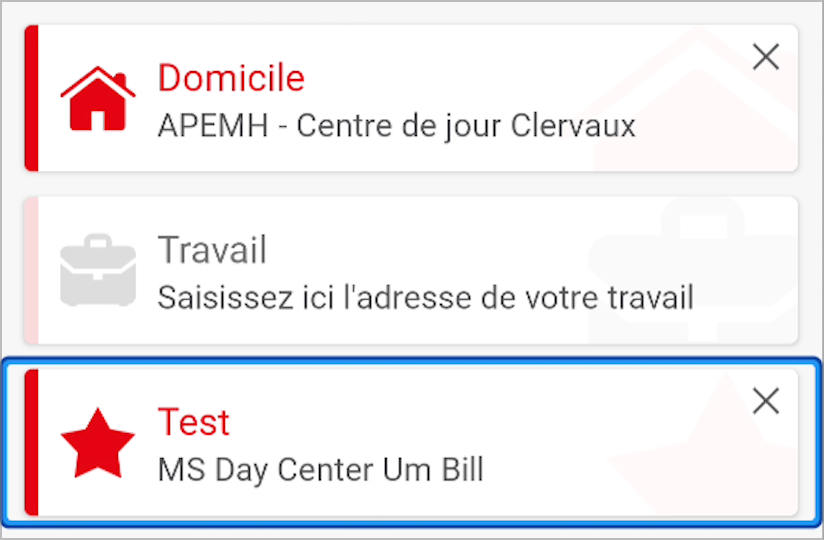 Domicile
APEMH - Centre de jour Clervaux
Travail
Saisissez ici l'adresse de votre travail
Test
MS Day Center Um Bill